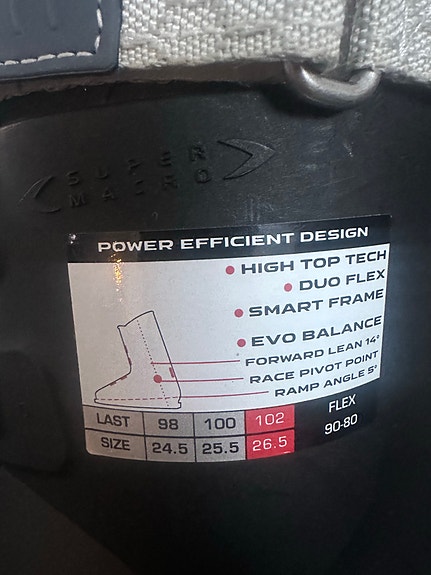 SUPER
MACRO
POWER EFFICIENT DESIGN
HIGH TOP TECH
DUO FLEX
SMART FRAME
EVO BALANCE
FORWARD LEAN 14°
RACE PIVOT POINT
RAMP ANGLE 5°
LAST 98 100 102
SIZE 24.5 25.5 26.5
FLEX
90-80